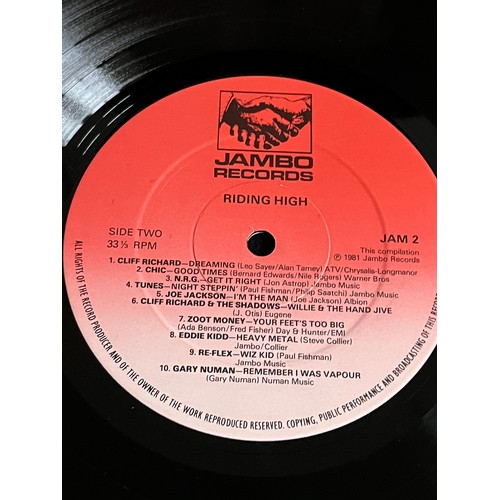 JAMBO
RECORDS
RIDING HIGH
SIDE TWO
33⅓ RPM
JAM 2
This compilation
℗ 1981 Jambo Records
1. CLIFF RICHARD—DREAMING (Leo Sayer/Alan Tarney) ATV/Chrysalis-Longmanor
2. CHIC—GOOD TIMES (Bernard Edwards/Nile Rugers) Warner Bros
3. N.R.G.—GET IT RIGHT (Jon Astrop) Jambo Music
4. TUNES—NIGHT STEPPIN' (Paul Fishman/Philip Saatchi) Jambo Music
5. JOE JACKSON—I'M THE MAN (Joe Jackson) Albion
6. CLIFF RICHARD & THE SHADOWS—WILLIE & THE HAND JIVE
(J. Otis) Eugene
7. ZOOT MONEY—YOUR FEET'S TOO BIG
(Ada Benson/Fred Fisher) Day & Hunter/EMI
8. EDDIE KIDD—HEAVY METAL (Steve Collier)
Jambo/Collier
9. RE-FLEX—WIZ KID (Paul Fishman)
Jambo Music
10. GARY NUMAN—REMEMBER I WAS VAPOUR
(Gary Numan) Numan Music
ALL RIGHTS OF THE RECORD PRODUCER AND OF THE OWNER OF THE WORK REPRODUCED RESERVED. COPYING, PUBLIC PERFORMANCE AND BROADCASTING OF THIS